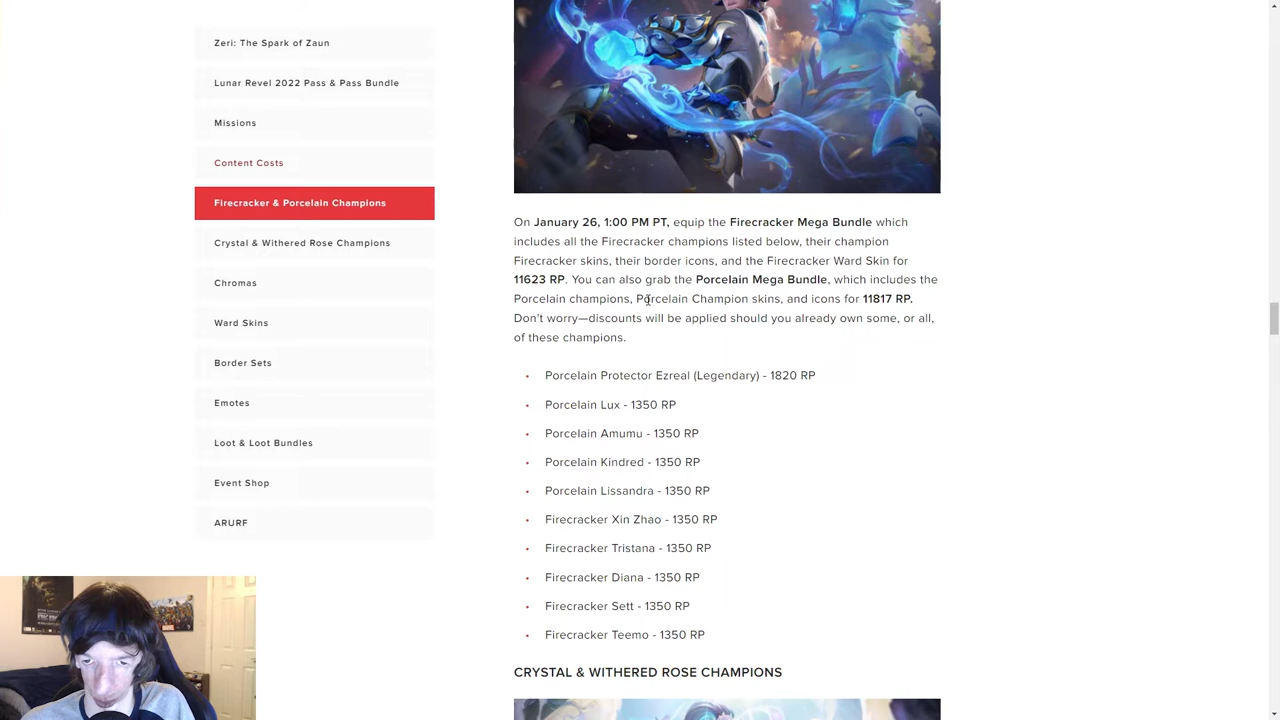 Zeri: The Spark of Zaun
Lunar Revel 2022 Pass & Pass Bundle
Missions
Content Costs
Firecracker & Porcelain Champions
Crystal & Withered Rose Champions
Chromas
Ward Skins
Border Sets
Emotes
Loot & Loot Bundles
Event Shop
ARURF
On January 26, 1:00 PM PT, equip the Firecracker Mega Bundle which
includes all the Firecracker champions listed below, their champion
Firecracker skins, their border icons, and the Firecracker Ward Skin for
11623 RP. You can also grab the Porcelain Mega Bundle, which includes the
Porcelain champions, Porcelain Champion skins, and icons for 11817 RP.
Don't worry—discounts will be applied should you already own some, or all,
of these champions.
• Porcelain Protector Ezreal (Legendary) - 1820 RP
• Porcelain Lux - 1350 RP
• Porcelain Amumu - 1350 RP
• Porcelain Kindred - 1350 RP
• Porcelain Lissandra - 1350 RP
• Firecracker Xin Zhao - 1350 RP
• Firecracker Tristana - 1350 RP
• Firecracker Diana - 1350 RP
• Firecracker Sett - 1350 RP
• Firecracker Teemo - 1350 RP
CRYSTAL & WITHERED ROSE CHAMPIONS